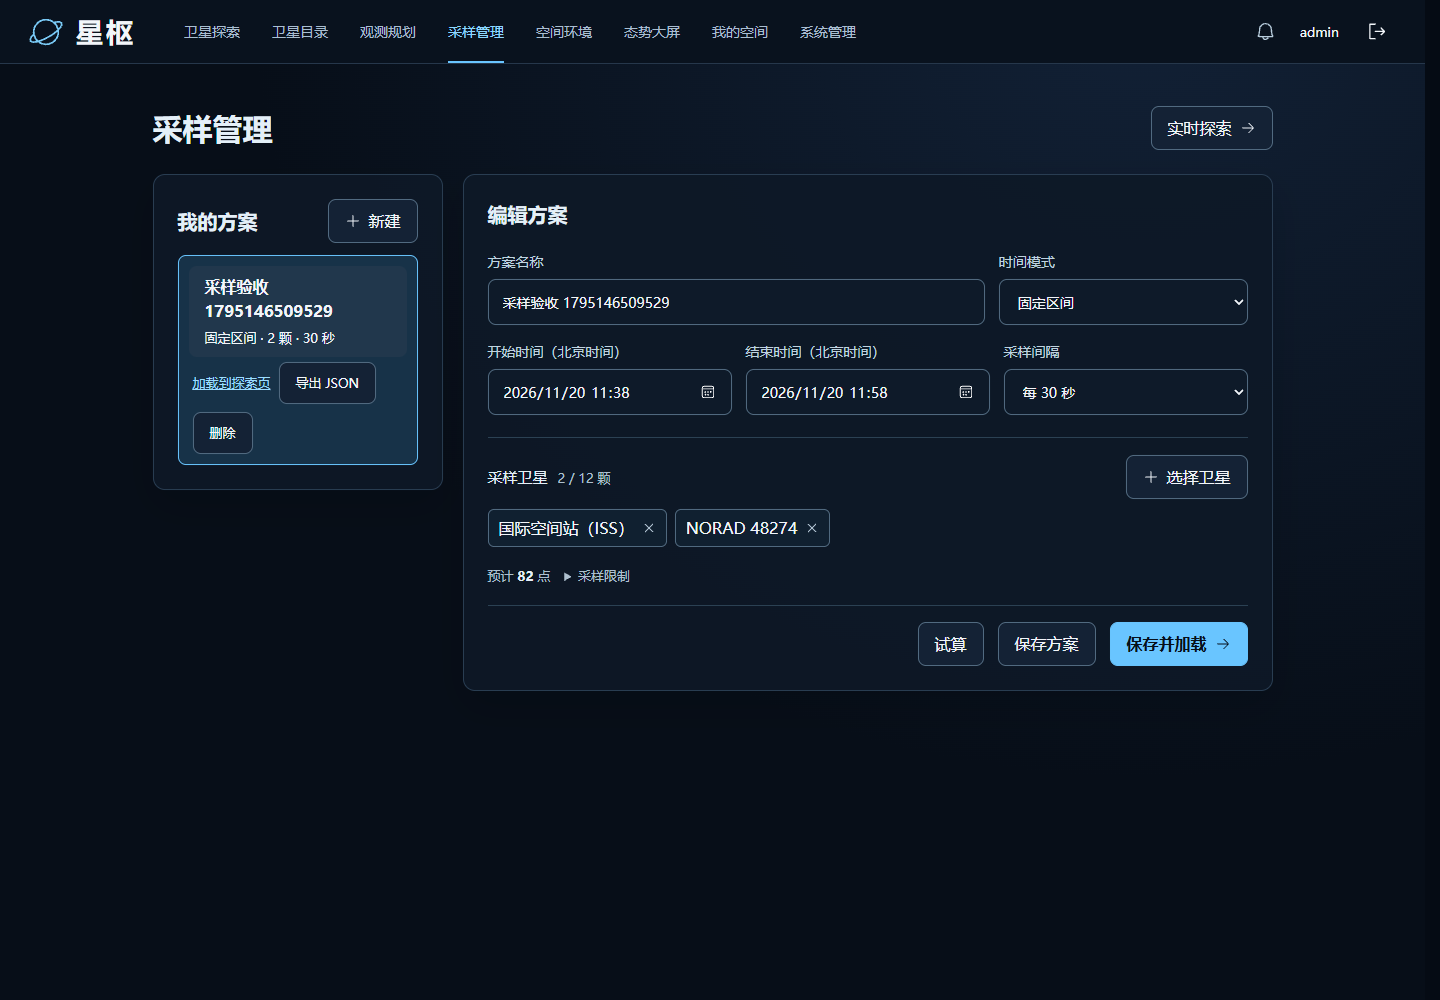 星枢
卫星探索 卫星目录 观测规划 采样管理 空间环境 态势大屏 我的空间 系统管理 admin
采样管理
实时探索
我的方案
新建
采样验收
1795146509529
固定区间 · 2 颗 · 30 秒
加载到探索页
导出 JSON
删除
编辑方案
方案名称
采样验收 1795146509529
时间模式
固定区间
开始时间（北京时间）
2026/11/20 11:38
结束时间（北京时间）
2026/11/20 11:58
采样间隔
每 30 秒
采样卫星 2 / 12 颗
选择卫星
国际空间站（ISS） ×
NORAD 48274 ×
预计 82 点 ▶ 采样限制
试算
保存方案
保存并加载